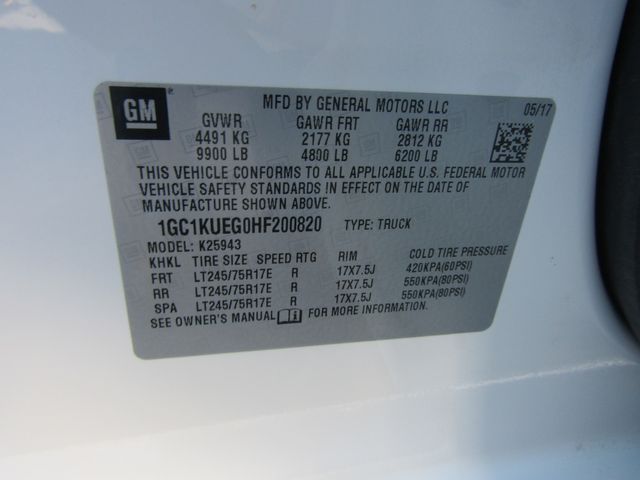 GM
MFD BY GENERAL MOTORS LLC 05/17
GVWR GAWR FRT GAWR RR
4491 KG 2177 KG 2812 KG
9900 LB 4800 LB 6200 LB
THIS VEHICLE CONFORMS TO ALL APPLICABLE U.S. FEDERAL MOTOR
VEHICLE SAFETY STANDARDS IN EFFECT ON THE DATE OF
MANUFACTURE SHOWN ABOVE.
1GC1KUEG0HF200820 TYPE: TRUCK
MODEL: K25943
KHKL TIRE SIZE SPEED RTG RIM COLD TIRE PRESSURE
FRT LT245/75R17E R 17X7.5J 420KPA(60PSI)
RR LT245/75R17E R 17X7.5J 550KPA(80PSI)
SPA LT245/75R17E R 17X7.5J 550KPA(80PSI)
SEE OWNER'S MANUAL FOR MORE INFORMATION.